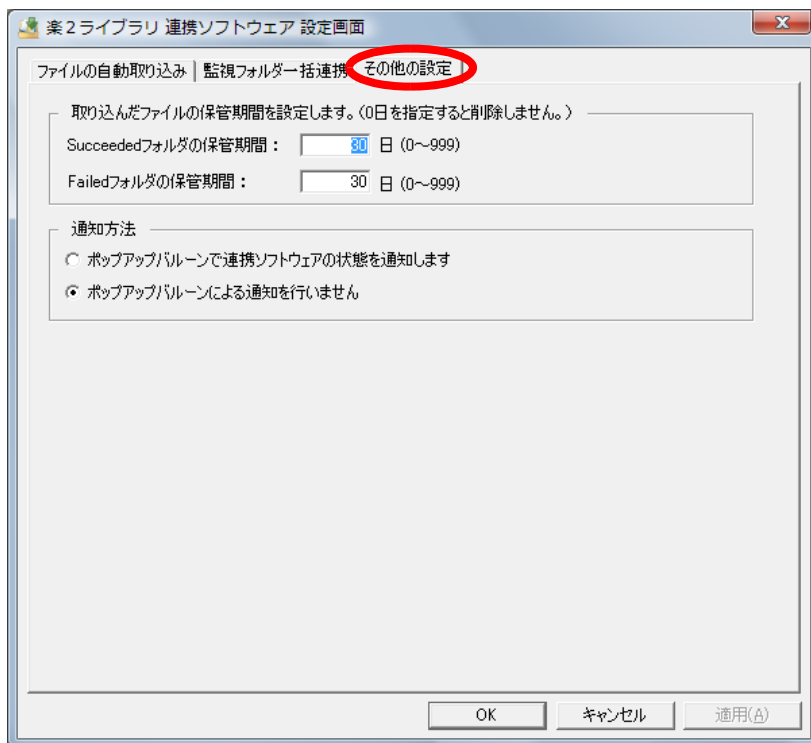 楽２ライブラリ 連携ソフトウェア 設定画面
ファイルの自動取り込み
監視フォルダ一括連携
その他の設定
取り込んだファイルの保管期間を設定します。(0日を指定すると削除しません。)
Succeededフォルダの保管期間： 30 日 (0～999)
Failedフォルダの保管期間： 30 日 (0～999)
通知方法
ポップアップバルーンで連携ソフトウェアの状態を通知します
ポップアップバルーンによる通知を行いません
OK
キャンセル
適用(A)